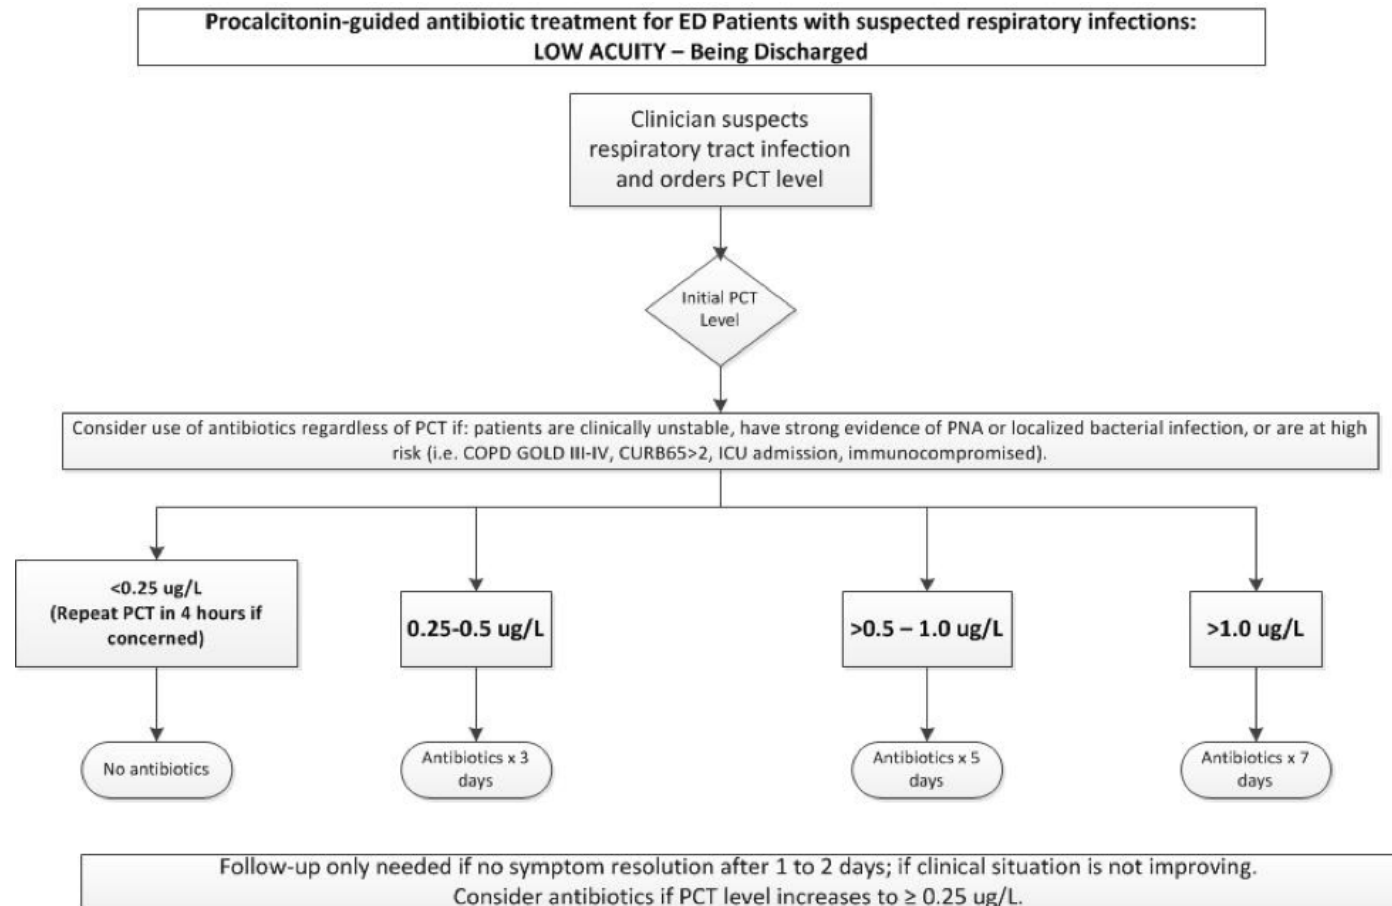 Procalcitonin-guided antibiotic treatment for ED Patients with suspected respiratory infections:
LOW ACUITY – Being Discharged
Clinician suspects
respiratory tract infection
and orders PCT level
Initial PCT
Level
Consider use of antibiotics regardless of PCT if: patients are clinically unstable, have strong evidence of PNA or localized bacterial infection, or are at high
risk (i.e. COPD GOLD III-IV, CURB65>2, ICU admission, immunocompromised).
<0.25 ug/L
(Repeat PCT in 4 hours if
concerned)
0.25-0.5 ug/L
>0.5 – 1.0 ug/L
>1.0 ug/L
No antibiotics
Antibiotics x 3
days
Antibiotics x 5
days
Antibiotics x 7
days
Follow-up only needed if no symptom resolution after 1 to 2 days; if clinical situation is not improving.
Consider antibiotics if PCT level increases to ≥ 0.25 ug/L.